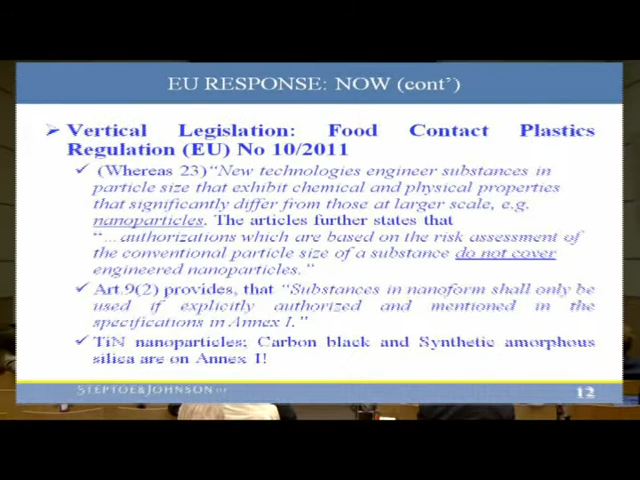 EU RESPONSE: NOW (cont')
Vertical Legislation: Food Contact Plastics
Regulation (EU) No 10/2011
(Whereas 23) "New technologies engineer substances in
particle size that exhibit chemical and physical properties
that significantly differ from those at larger scale, e.g.
nanoparticles. The articles further states that
"... authorizations which are based on the risk assessment of
the conventional particle size of a substance do not cover
engineered nanoparticles."
Art.9(2) provides, that "Substances in nanoform shall only be
used if explicitly authorized and mentioned in the
specifications in Annex I."
TiN nanoparticles; Carbon black and Synthetic amorphous
silica are on Annex I!
STEPTOE&JOHNSON
12